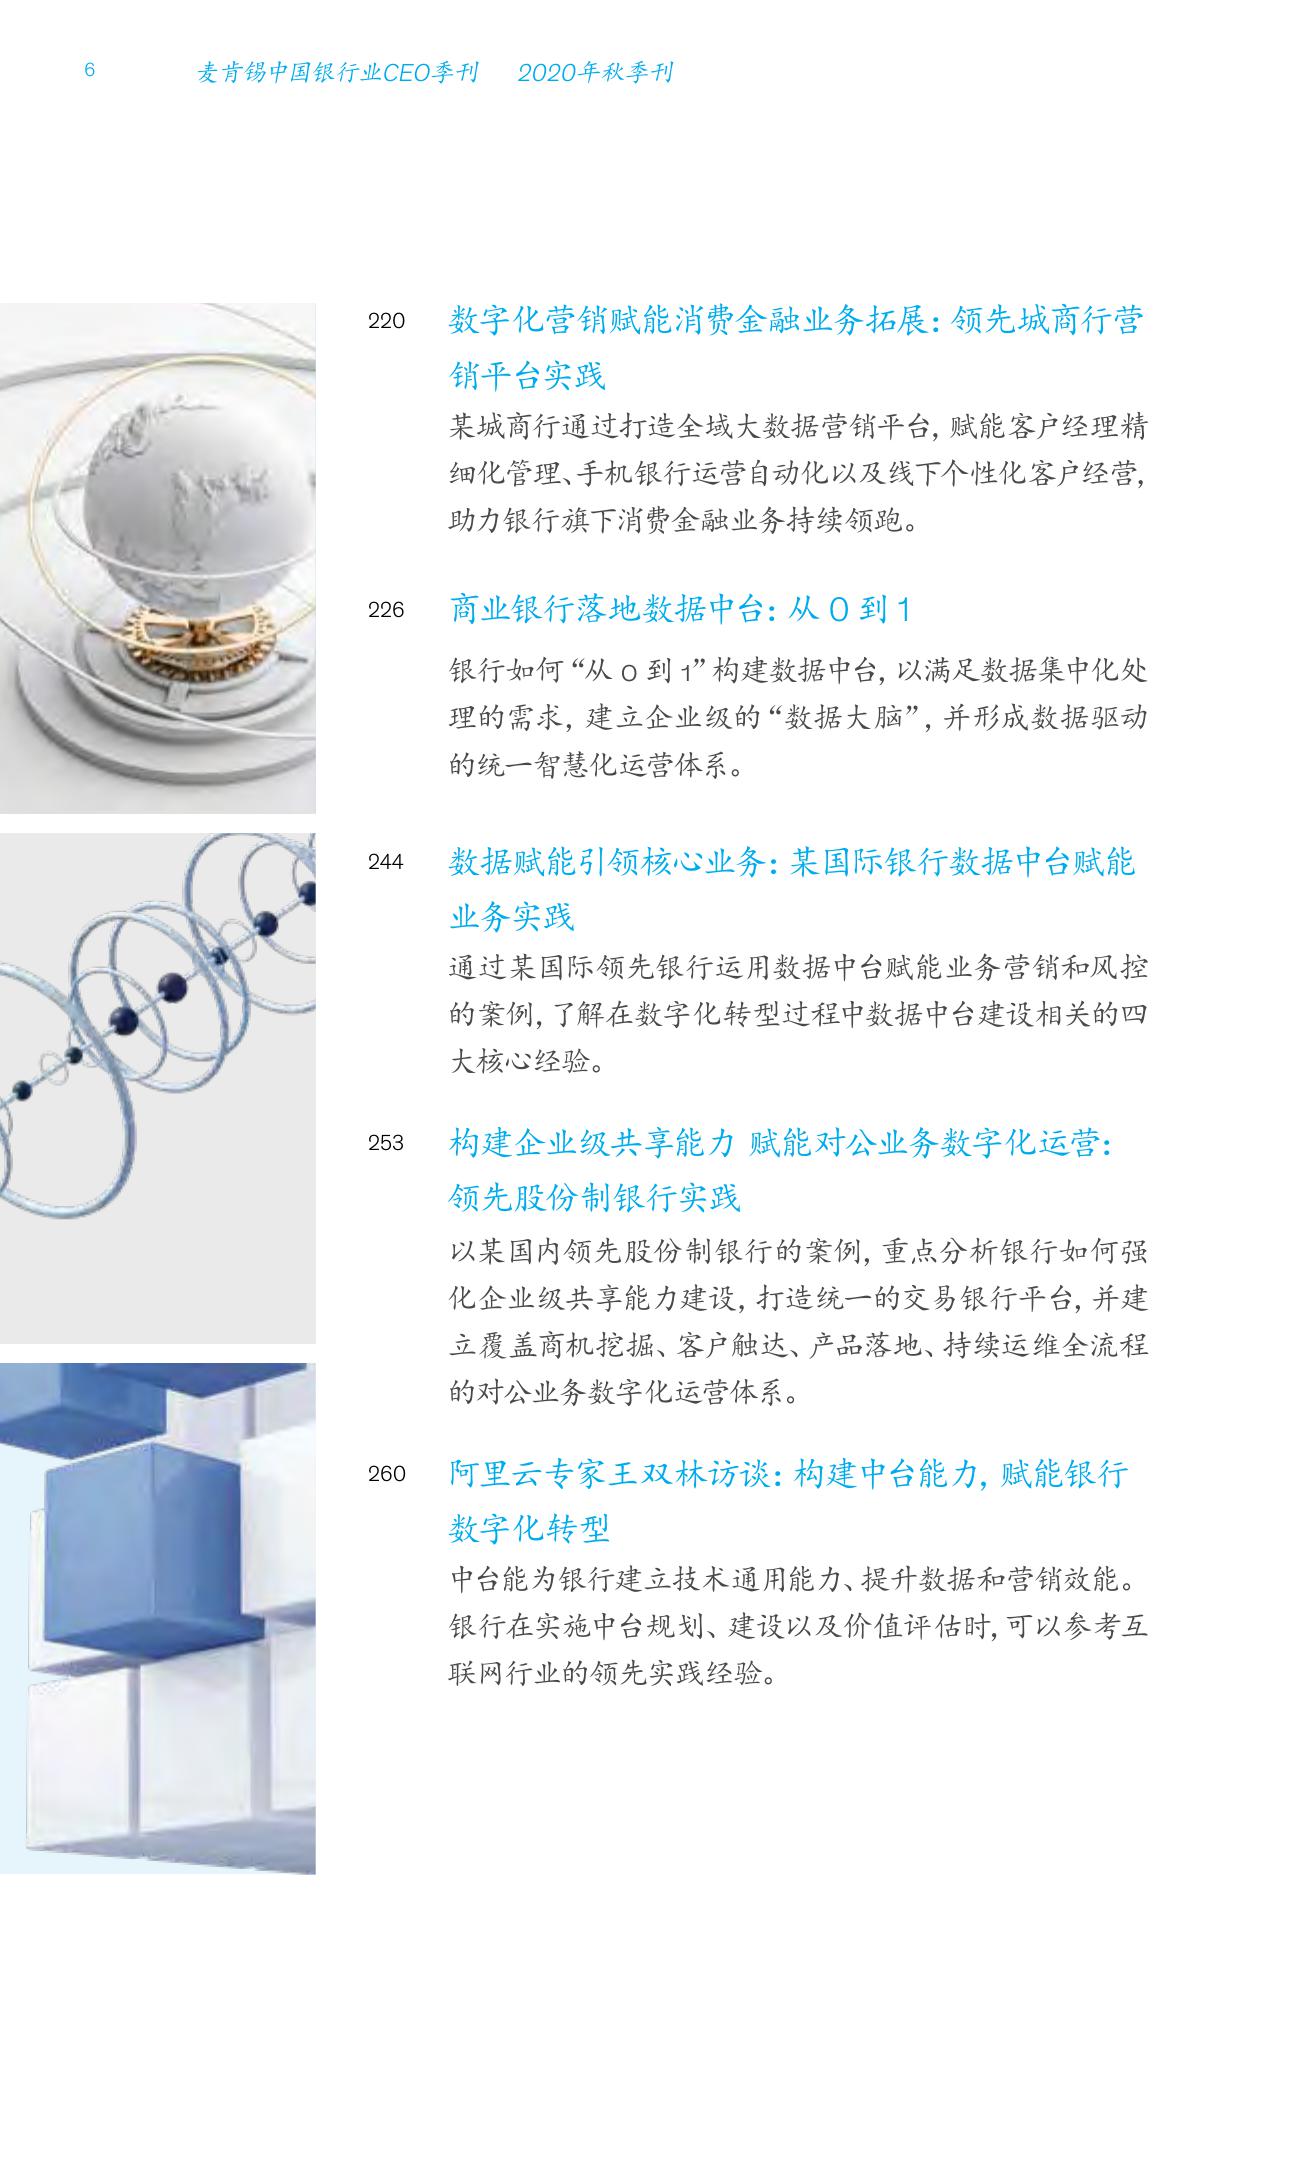 6 麦肯锡中国银行业CEO季刊 2020年秋季刊
220 数字化营销赋能消费金融业务拓展：领先城商行营
销平台实践
某城商行通过打造全域大数据营销平台，赋能客户经理精
细化管理、手机银行运营自动化以及线下个性化客户经营，
助力银行旗下消费金融业务持续领跑。
226 商业银行落地数据中台：从 0 到 1
银行如何“从 0 到 1”构建数据中台，以满足数据集中化处
理的需求，建立企业级的“数据大脑”，并形成数据驱动
的统一智慧化运营体系。
244 数据赋能引领核心业务：某国际银行数据中台赋能
业务实践
通过某国际领先银行运用数据中台赋能业务营销和风控
的案例，了解在数字化转型过程中数据中台建设相关的四
大核心经验。
253 构建企业级共享能力 赋能对公业务数字化运营：
领先股份制银行实践
以某国内领先股份制银行的案例，重点分析银行如何强
化企业级共享能力建设，打造统一的交易银行平台，并建
立覆盖商机挖掘、客户触达、产品落地、持续运维全流程
的对公业务数字化运营体系。
260 阿里云专家王双林访谈：构建中台能力，赋能银行
数字化转型
中台能为银行建立技术通用能力、提升数据和营销效能。
银行在实施中台规划、建设以及价值评估时，可以参考互
联网行业的领先实践经验。